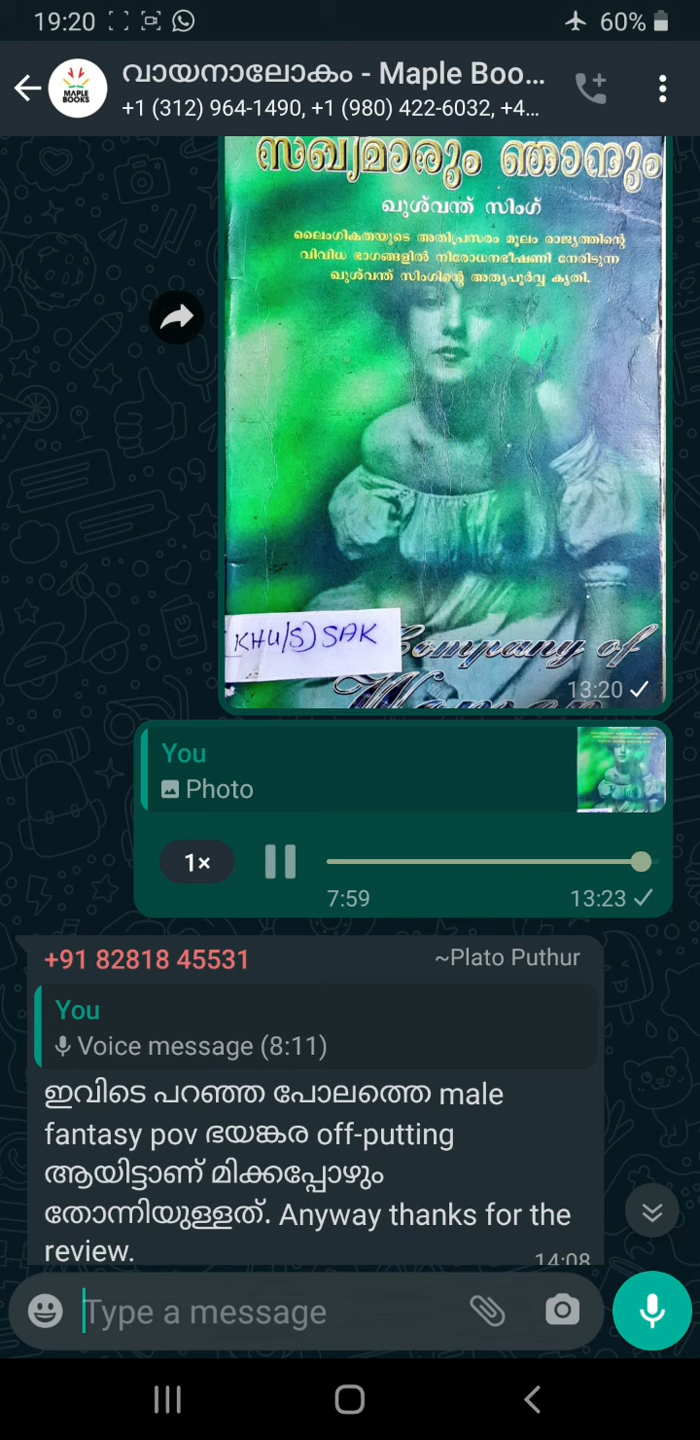 19:20
60%
വായനാലോകം - Maple Boo...
+1 (312) 964-1490, +1 (980) 422-6032, +4...
MAPLE
BOOKS
സഖിമാരും ഞാനും
ഖുശ്‌വന്ത് സിംഗ്
ലൈംഗികതയുടെ അതിപ്രസരം മൂലം രാജ്യത്തിന്റെ
വിവിധ ഭാഗങ്ങളിൽ നിരോധനഭീഷണി നേരിടുന്ന
ഖുശ്‌വന്ത് സിംഗിന്റെ അത്യപൂർവ്വ കൃതി.
KHU/S) SAK
Company of
Women
13:20
You
Photo
1×
7:59
13:23
+91 82818 45531
~Plato Puthur
You
Voice message (8:11)
ഇവിടെ പറഞ്ഞ പോലത്തെ male
fantasy pov ഭയങ്കര off-putting
ആയിട്ടാണ് മിക്കപ്പോഴും
തോന്നിയുള്ളത്. Anyway thanks for the
review.
14:08
Type a message